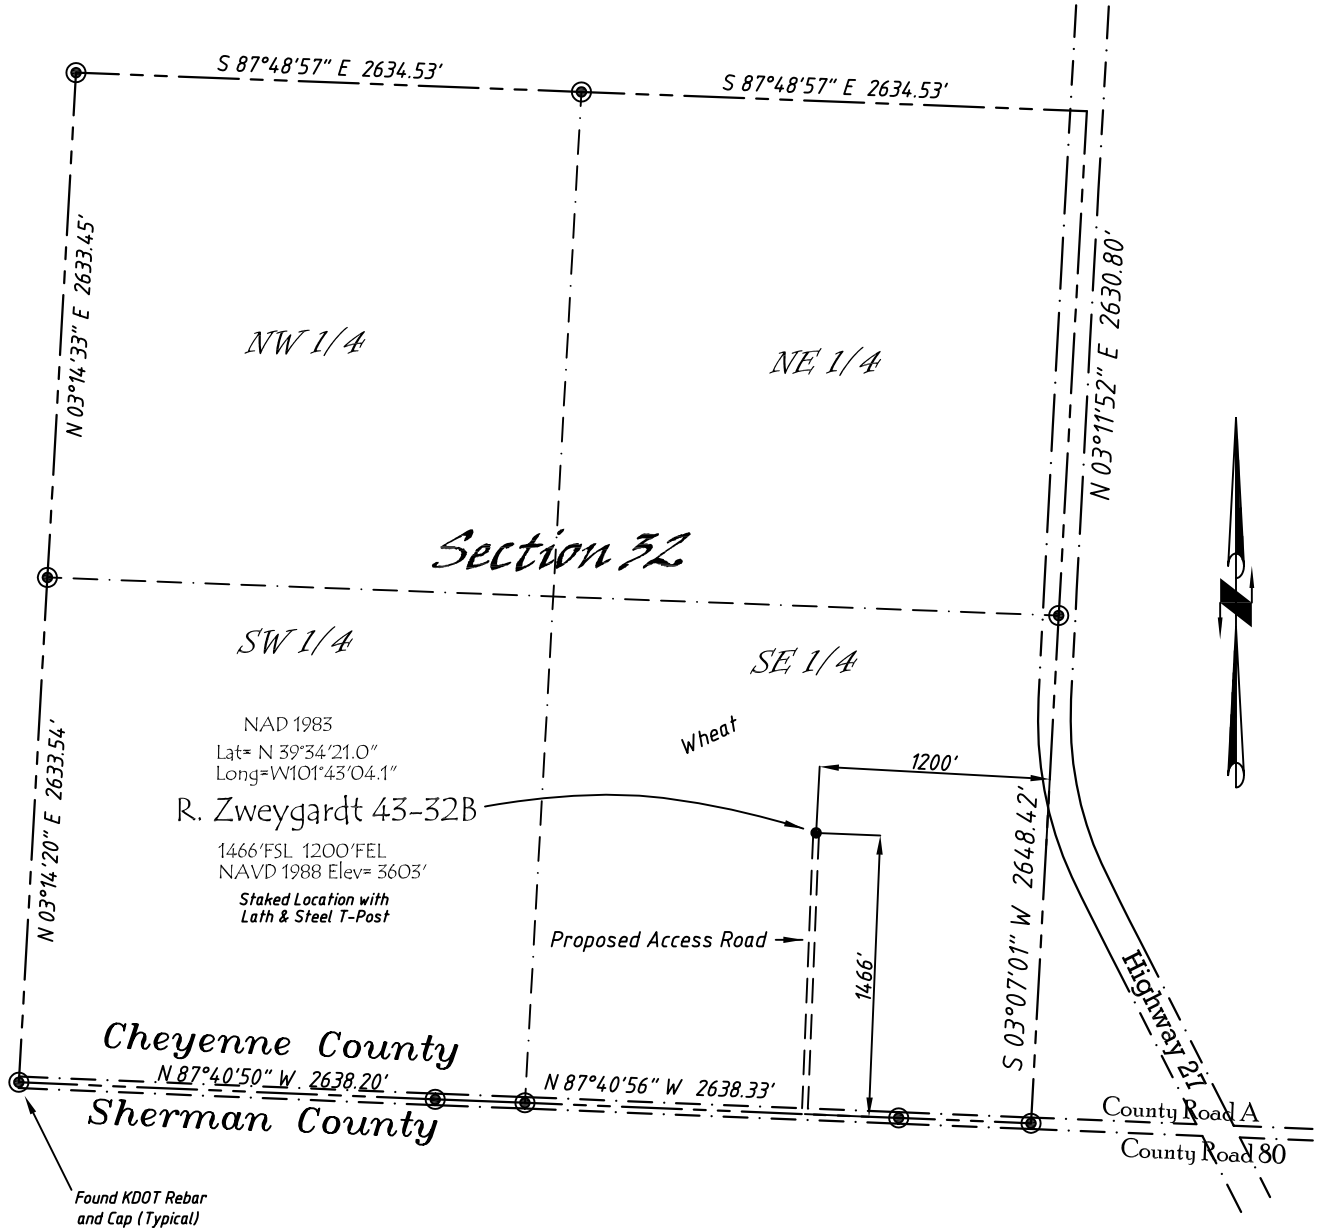 S 87°48'57" E 2634.53'
S 87°48'57" E 2634.53'
N 03°14'33" E 2633.45'
N 03°11'52" E 2630.80'
NW 1/4
NE 1/4
Section 32
SW 1/4
SE 1/4
NAD 1983
Lat= N 39°34'21.0"
Long=W101°43'04.1"
R. Zweygardt 43-32B
1466'FSL 1200'FEL
NAVD 1988 Elev= 3603'
Staked Location with
Lath & Steel T-Post
Wheat
1200'
N 03°14'20" E 2633.54'
S 03°07'01" W 2648.42'
Proposed Access Road
1466'
Highway 27
Cheyenne County
N 87°40'50" W 2638.20'
N 87°40'56" W 2638.33'
Sherman County
County Road A
County Road 80
Found KDOT Rebar
and Cap (Typical)